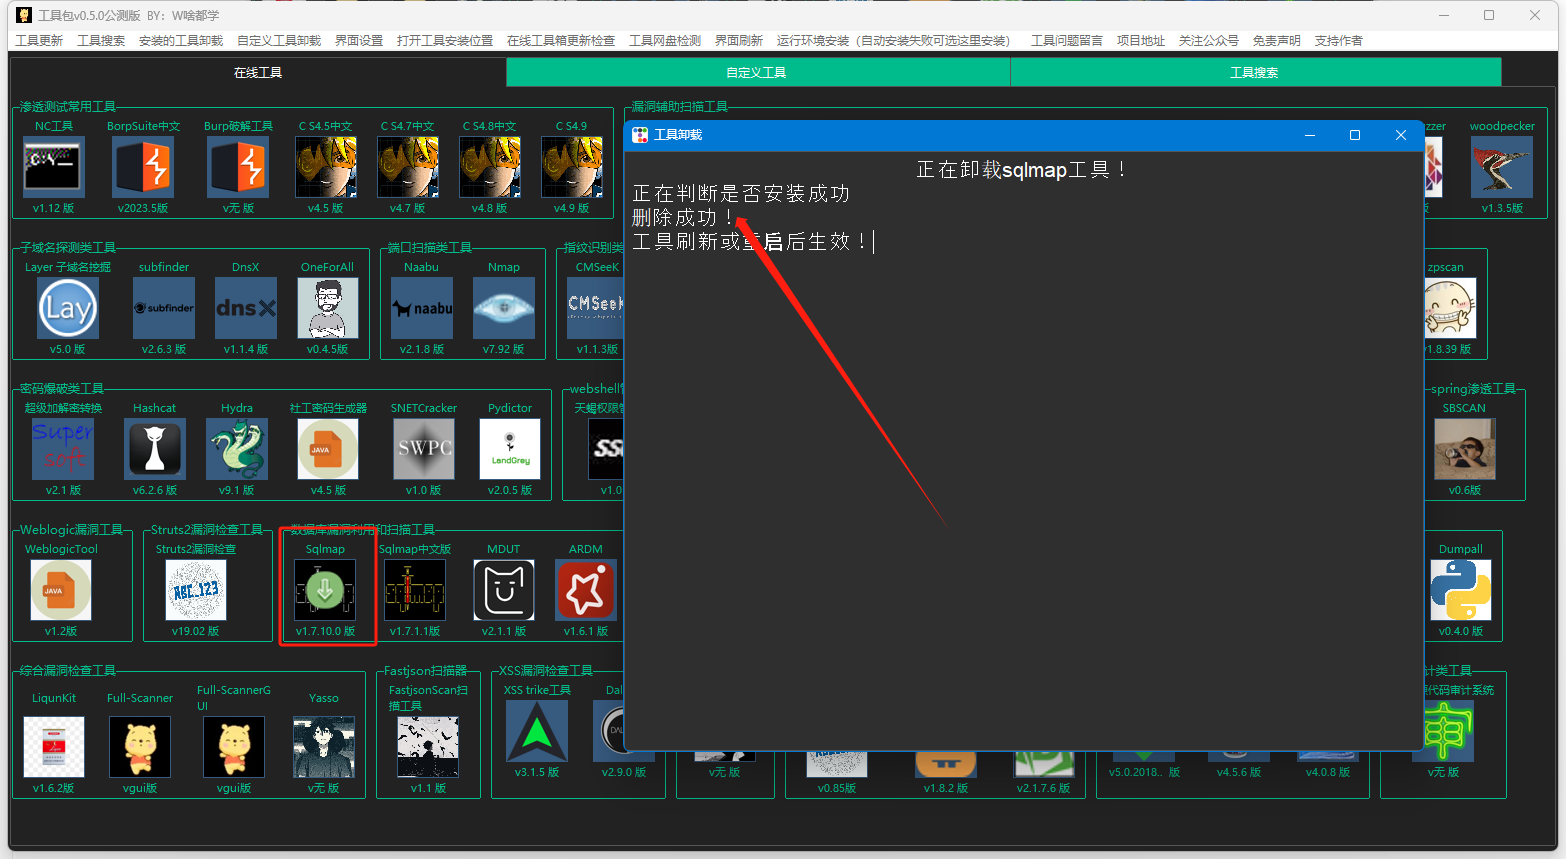 工具包v0.5.0公测版 BY：W啥都学
工具更新 工具搜索 安装的工具卸载 自定义工具卸载 界面设置 打开工具安装位置 在线工具箱更新检查 工具网盘检测 界面刷新 运行环境安装（自动安装失败可选这里安装） 工具问题留言 项目地址 关注公众号 免责声明 支持作者
在线工具 自定义工具 工具搜索
渗透测试常用工具
NC工具 BorpSuite中文 Burp破解工具 C S4.5中文 C S4.7中文 C S4.8中文 C S4.9
v1.12 版 v2023.5版 v无 版 v4.5 版 v4.7 版 v4.8 版 v4.9 版
漏洞辅助扫描工具
zzer woodpecker
版 v1.3.5版
工具卸载
正在卸载sqlmap工具！
正在判断是否安装成功
删除成功！
工具刷新或重启后生效！
子域名探测类工具
Layer 子域名挖掘 subfinder DnsX OneForAll
Lay subfinder dnsX
v5.0 版 v2.6.3 版 v1.1.4 版 v0.4.5版
端口扫描类工具
Naabu Nmap
naabu
v2.1.8 版 v7.92 版
指纹识别类
CMSeeK
CMSeeK
v1.1.3版
zpscan
v1.8.39 版
密码爆破类工具
超级加解密转换 Hashcat Hydra 社工密码生成器 SNETCracker Pydictor
Super soft JAVA SWPC LandGrey
v2.1 版 v6.2.6 版 v9.1 版 v4.5 版 v1.0 版 v2.0.5 版
webshell
天蝎权限管
v1.0
spring渗透工具
SBSCAN
v0.6版
Weblogic漏洞工具
WeblogicTool
JAVA
v1.2版
Struts2漏洞检查工具
Struts2漏洞检查
ABC_123
v19.02 版
数据库漏洞利用和扫描工具
Sqlmap Sqlmap中文版 MDUT ARDM
v1.7.10.0 版 v1.7.1.1版 v2.1.1 版 v1.6.1 版
Dumpall
v0.4.0 版
综合漏洞检查工具
LiqunKit Full-Scanner Full-ScannerG
UI
Yasso
v1.6.2版 vgui版 vgui版 v无 版
Fastjson扫描器
FastjsonScan扫
描工具
v1.1 版
XSS漏洞检查工具
XSS trike工具 Dal
DAL
v3.1.5 版 v2.9.0 版
v无 版
v0.85版 v1.8.2 版 v2.1.7.6 版
v5.0.2018.. 版 v4.5.6 版 v4.0.8 版
计类工具
代码审计系统
审
v无 版